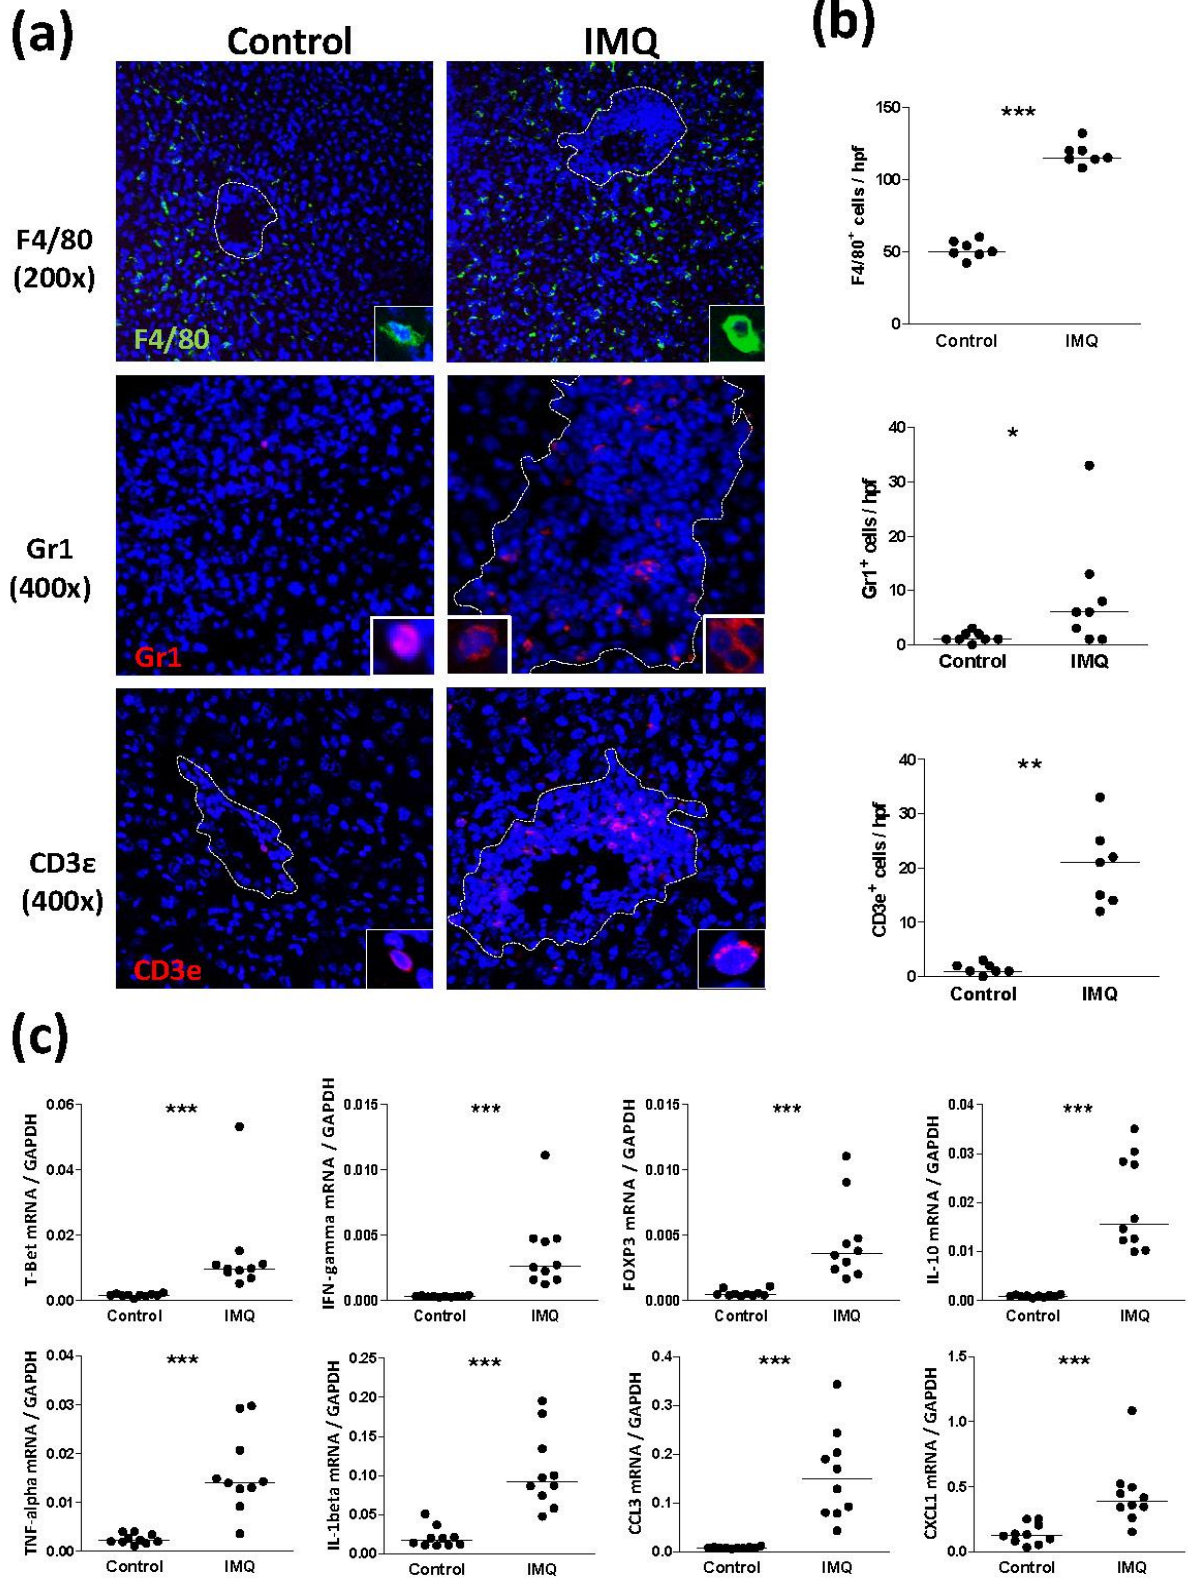 (a)
Control
IMQ
F4/80
(200x)
F4/80
Gr1
(400x)
Gr1
CD3ε
(400x)
CD3e
(b)
***
F4/80⁺ cells / hpf
150
100
50
0
Control
IMQ
*
Gr1⁺ cells / hpf
40
30
20
10
0
Control
IMQ
**
CD3e⁺ cells / hpf
40
30
20
10
0
Control
IMQ
(c)
***
T-Bet mRNA / GAPDH
0.06
0.04
0.02
0.00
Control
IMQ
***
IFN-gamma mRNA / GAPDH
0.015
0.010
0.005
0.000
Control
IMQ
***
FOXP3 mRNA / GAPDH
0.015
0.010
0.005
0.000
Control
IMQ
***
IL-10 mRNA / GAPDH
0.04
0.03
0.02
0.01
0.00
Control
IMQ
***
TNF-alpha mRNA / GAPDH
0.04
0.03
0.02
0.01
0.00
Control
IMQ
***
IL-1beta mRNA / GAPDH
0.25
0.20
0.15
0.10
0.05
0.00
Control
IMQ
***
CCL3 mRNA / GAPDH
0.4
0.3
0.2
0.1
0.0
Control
IMQ
***
CXCL1 mRNA / GAPDH
1.5
1.0
0.5
0.0
Control
IMQ